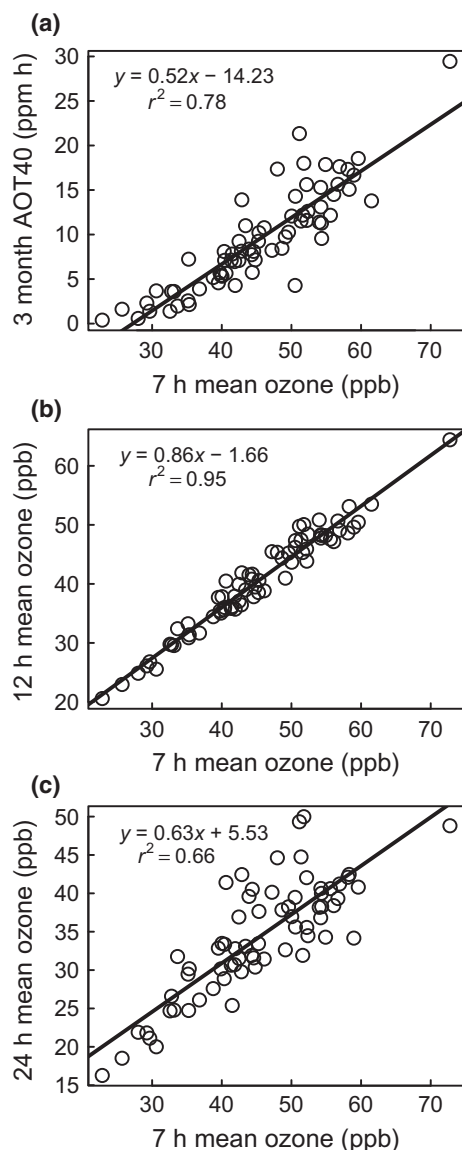 (a)
y = 0.52x − 14.23
r² = 0.78
3 month AOT40 (ppm h)
30
25
20
15
10
5
0
30 40 50 60 70
7 h mean ozone (ppb)
(b)
y = 0.86x − 1.66
r² = 0.95
12 h mean ozone (ppb)
60
50
40
30
20
30 40 50 60 70
7 h mean ozone (ppb)
(c)
y = 0.63x + 5.53
r² = 0.66
24 h mean ozone (ppb)
50
45
40
35
30
25
20
15
30 40 50 60 70
7 h mean ozone (ppb)